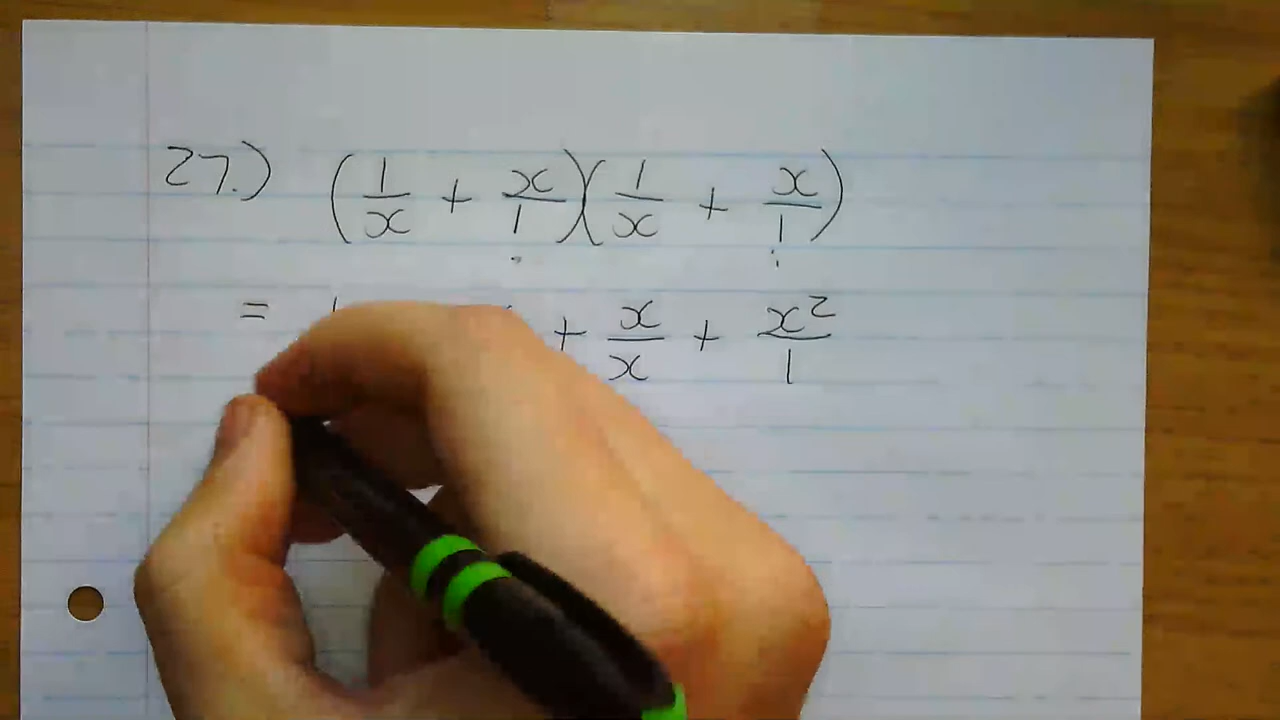 27.) (1/x + x/1)(1/x + x/1)
= + x/x + x²/1